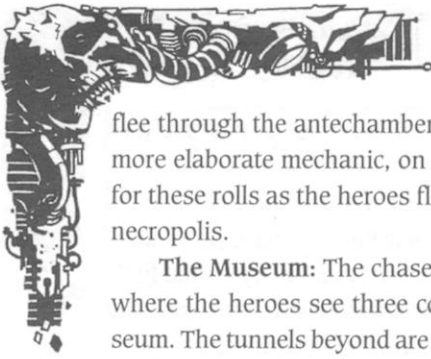 flee through the antechamber
more elaborate mechanic, on
for these rolls as the heroes fl
necropolis.
The Museum: The chase
where the heroes see three co
seum. The tunnels beyond are